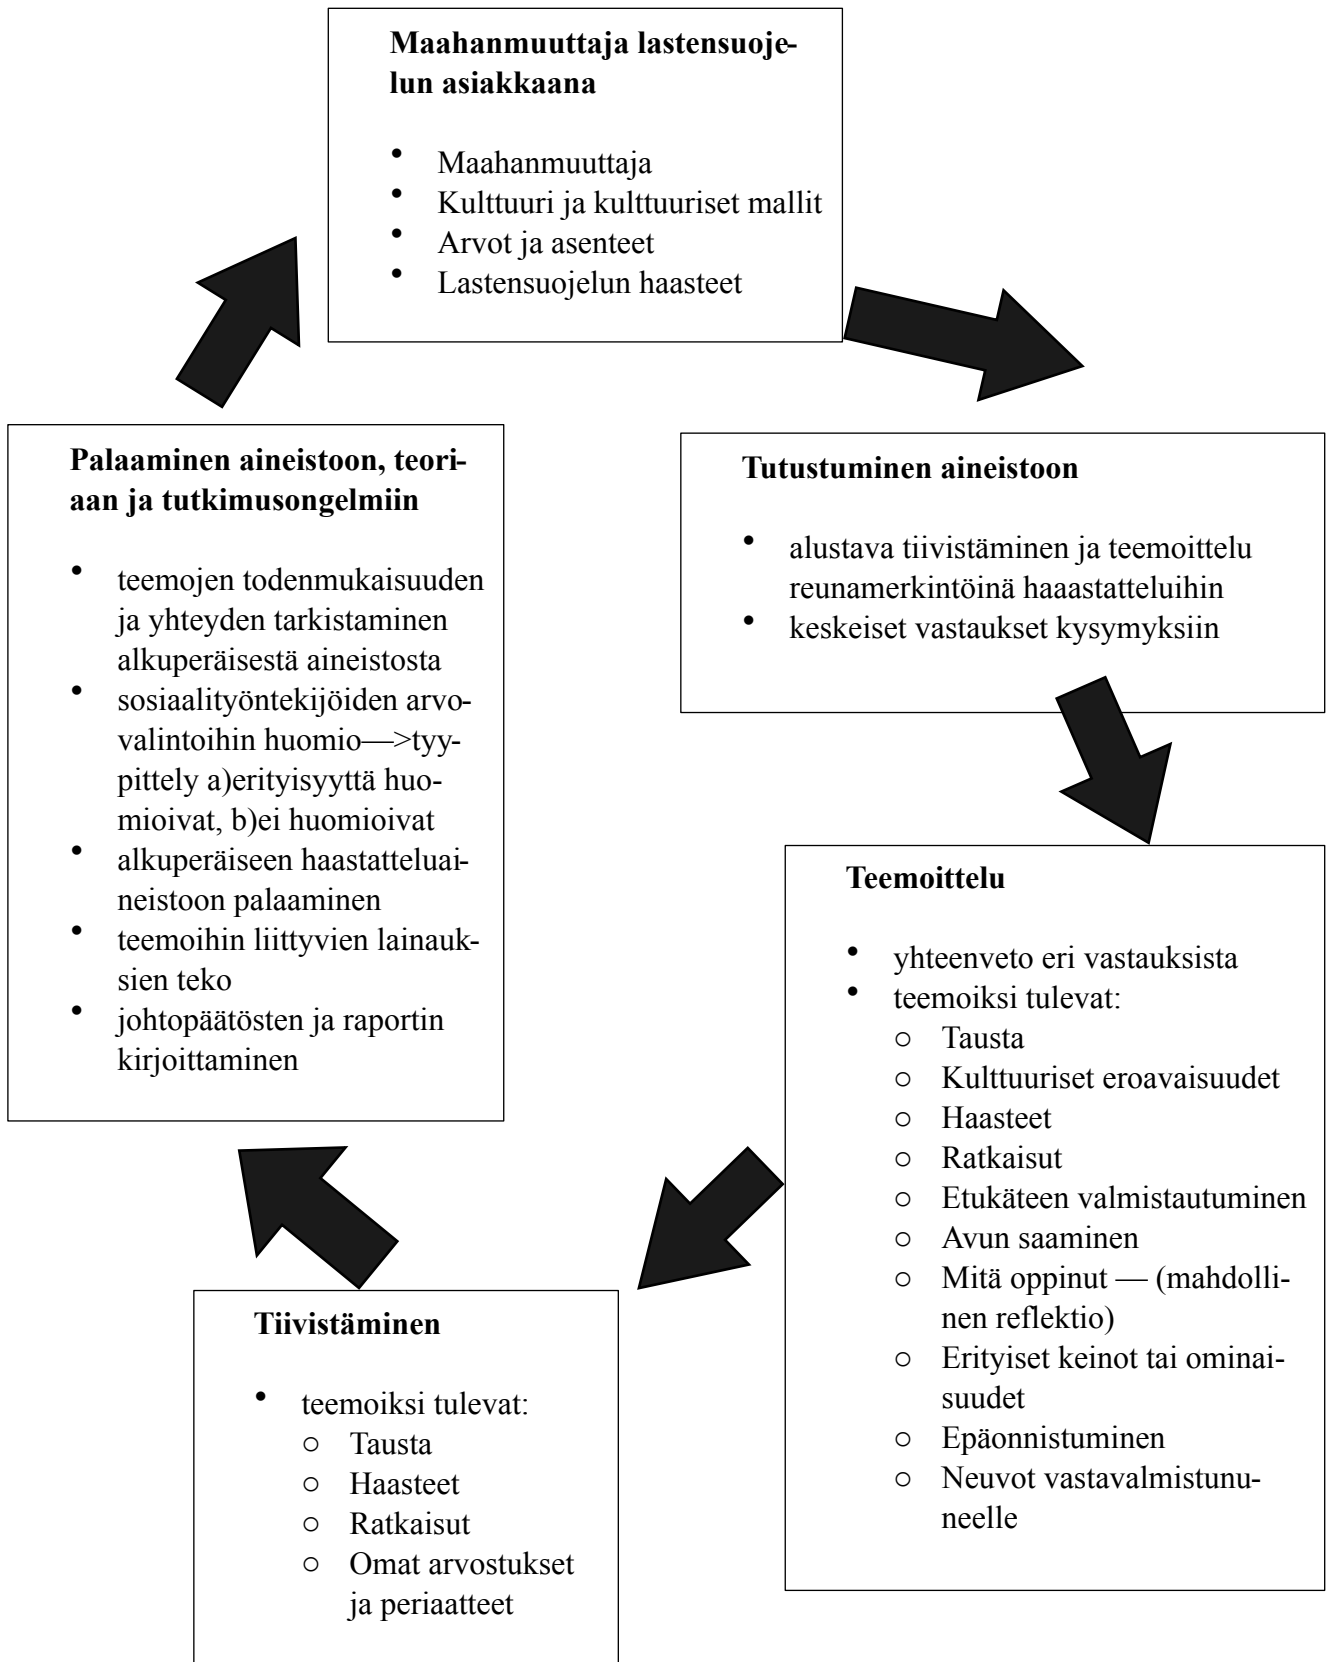 Maahanmuuttaja lastensuoje-
lun asiakkaana
• Maahanmuuttaja
• Kulttuuri ja kulttuuriset mallit
• Arvot ja asenteet
• Lastensuojelun haasteet
Tutustuminen aineistoon
• alustava tiivistäminen ja teemoittelu
reunamerkintöinä haaastatteluihin
• keskeiset vastaukset kysymyksiin
Teemoittelu
• yhteenveto eri vastauksista
• teemoiksi tulevat:
○ Tausta
○ Kulttuuriset eroavaisuudet
○ Haasteet
○ Ratkaisut
○ Etukäteen valmistautuminen
○ Avun saaminen
○ Mitä oppinut — (mahdolli-
nen reflektio)
○ Erityiset keinot tai ominai-
suudet
○ Epäonnistuminen
○ Neuvot vastavalmistunu-
neelle
Tiivistäminen
• teemoiksi tulevat:
○ Tausta
○ Haasteet
○ Ratkaisut
○ Omat arvostukset
ja periaatteet
Palaaminen aineistoon, teori-
aan ja tutkimusongelmiin
• teemojen todenmukaisuuden
ja yhteyden tarkistaminen
alkuperäisestä aineistosta
• sosiaalityöntekijöiden arvo-
valintoihin huomio—>tyy-
pittely a)erityisyyttä huo-
mioivat, b)ei huomioivat
• alkuperäiseen haastatteluai-
neistoon palaaminen
• teemoihin liittyvien lainauk-
sien teko
• johtopäätösten ja raportin
kirjoittaminen